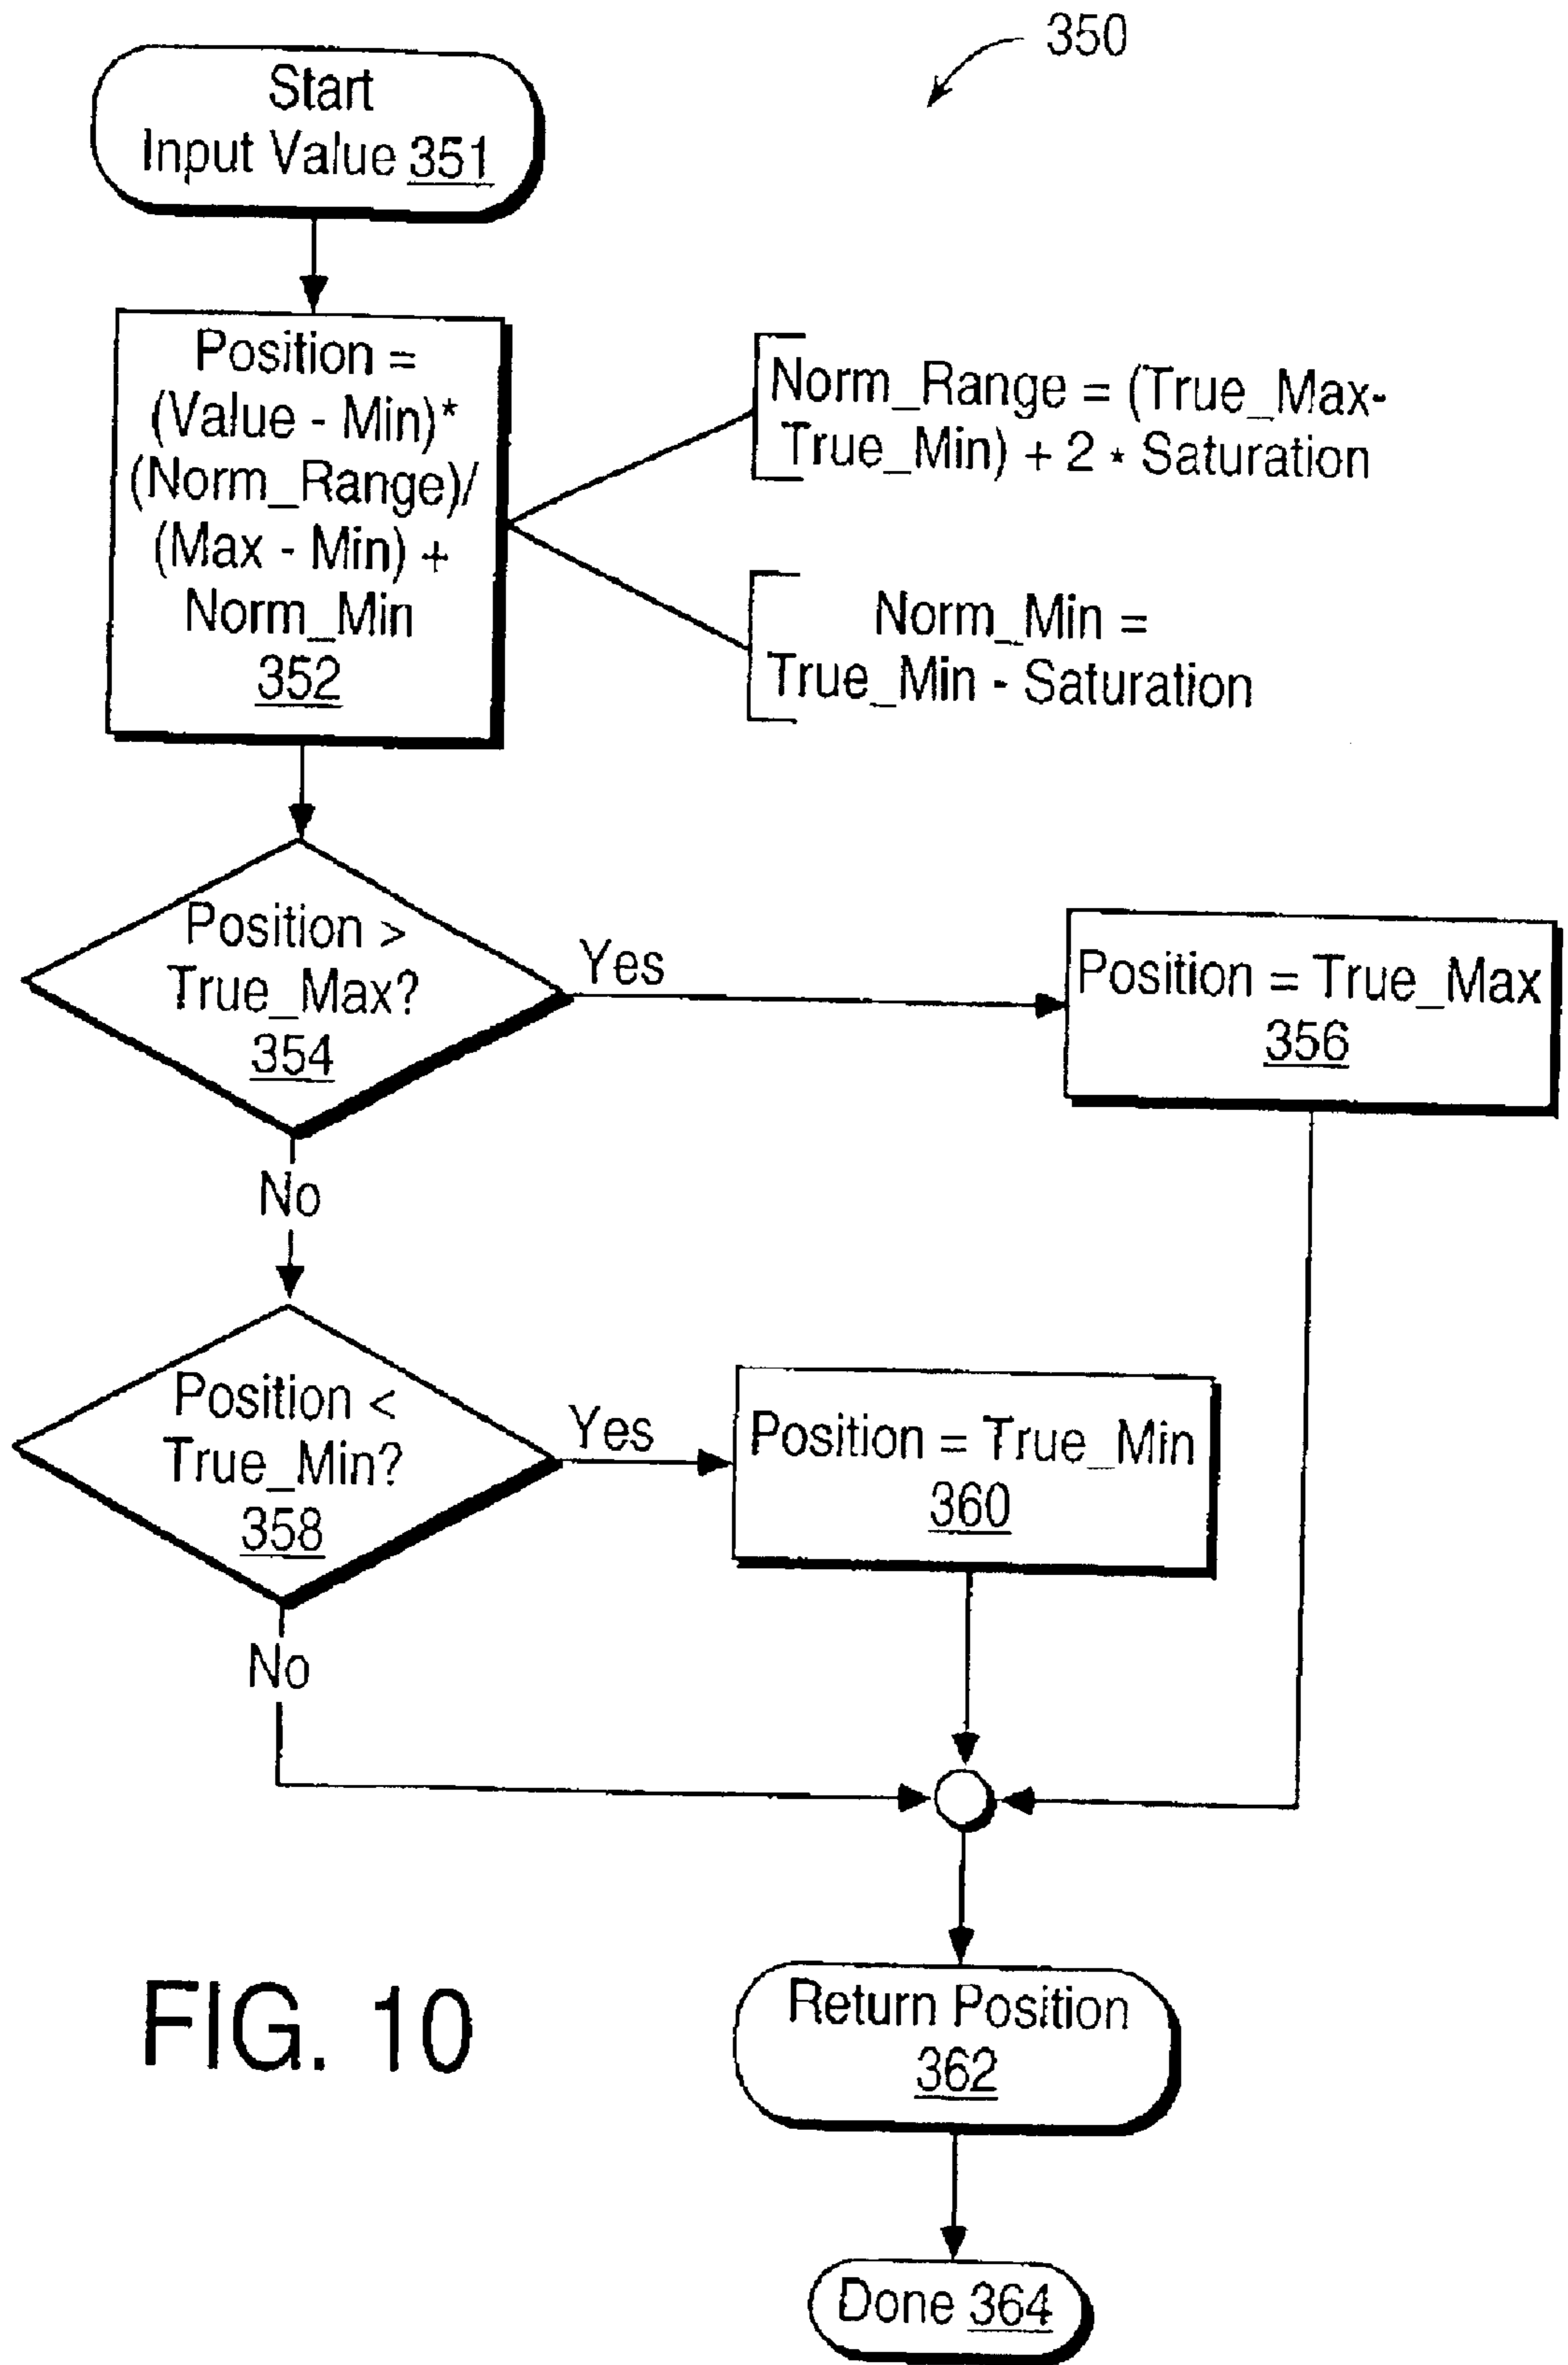 350
Start
Input Value 351
Position =
(Value - Min)*
(Norm_Range)/
(Max - Min) +
Norm_Min
352
Norm_Range = (True_Max-
True_Min) + 2 * Saturation
Norm_Min =
True_Min - Saturation
Position >
True_Max?
354
Yes
Position = True_Max
356
No
Position <
True_Min?
358
Yes
Position = True_Min
360
No
Return Position
362
Done 364
FIG. 10